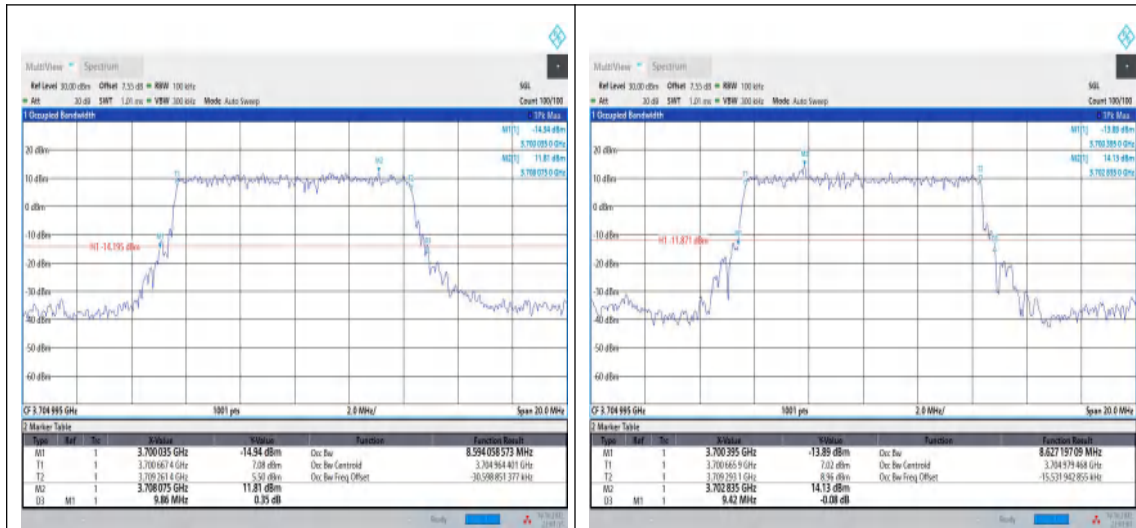 MultiView Spectrum
Ref Level 30.00 dBm Offset 7.55 dB RBW 100 kHz SGL
Att 30 dB SWT 1.01 ms VBW 300 kHz Mode Auto Sweep Count 100/100
1 Occupied Bandwidth 1Pk Max
M1[1] -14.94 dBm
3.700 035 0 GHz
M2[1] 11.81 dBm
3.708 075 0 GHz
20 dBm
M2
T1
10 dBm
0 dBm
-10 dBm
M1
H1 -14.195 dBm
-20 dBm
-30 dBm
-40 dBm
-50 dBm
-60 dBm
CF 3.704 995 GHz 1001 pts 2.0 MHz/ Span 20.0 MHz
2 Marker Table
Type Ref Trc X-Value Y-Value Function Function Result
M1 1 3.700 035 GHz -14.94 dBm Occ Bw 8.594 058 573 MHz
T1 1 3.700 667 4 GHz 7.08 dBm Occ Bw Centroid 3.704 964 401 GHz
T2 1 3.709 261 4 GHz 5.50 dBm Occ Bw Freq Offset -30.598 851 377 kHz
M2 1 3.708 075 GHz 11.81 dBm
D3 M1 1 9.86 MHz 0.35 dB
Ready
MultiView Spectrum
Ref Level 30.00 dBm Offset 7.55 dB RBW 100 kHz SGL
Att 30 dB SWT 1.01 ms VBW 300 kHz Mode Auto Sweep Count 100/100
1 Occupied Bandwidth 1Pk Max
M1[1] -13.89 dBm
3.700 395 0 GHz
M2[1] 14.13 dBm
3.702 835 0 GHz
20 dBm
M2
T1
10 dBm
0 dBm
-10 dBm
M1
H1 -11.871 dBm
-20 dBm
-30 dBm
-40 dBm
-50 dBm
-60 dBm
CF 3.704 995 GHz 1001 pts 2.0 MHz/ Span 20.0 MHz
2 Marker Table
Type Ref Trc X-Value Y-Value Function Function Result
M1 1 3.700 395 GHz -13.89 dBm Occ Bw 8.627 197 09 MHz
T1 1 3.700 665 9 GHz 7.02 dBm Occ Bw Centroid 3.704 979 468 GHz
T2 1 3.709 293 1 GHz 8.96 dBm Occ Bw Freq Offset -15.531 942 855 kHz
M2 1 3.702 835 GHz 14.13 dBm
D3 M1 1 9.42 MHz -0.08 dB
Ready